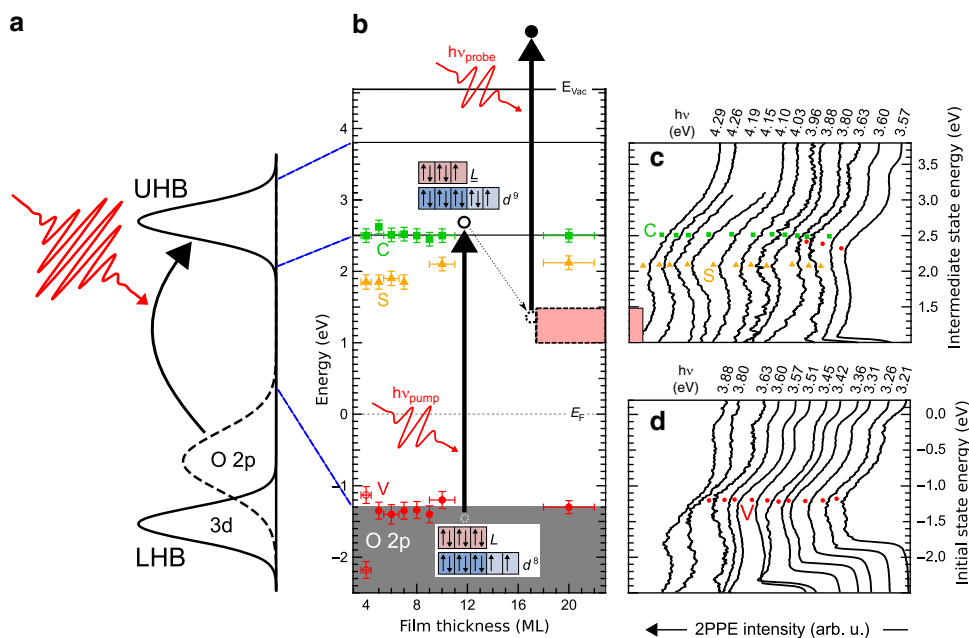 a
UHB
O 2p
3d
LHB
b
hνprobe
EVac
L
d9
C
S
hνpump
EF
V
O 2p
L
d8
Energy (eV)
4
3
2
1
0
-1
-2
4 8 12 16 20
Film thickness (ML)
hν
(eV)
4.29 4.26 4.19 4.15 4.10 4.03 3.96 3.88 3.80 3.63 3.60 3.57
c
C
S
3.5
3.0
2.5
2.0
1.5
Intermediate state energy (eV)
hν
(eV)
3.88 3.80 3.63 3.60 3.57 3.51 3.45 3.42 3.36 3.31 3.26 3.21
d
V
0.0
-0.5
-1.0
-1.5
-2.0
Initial state energy (eV)
2PPE intensity (arb. u.)